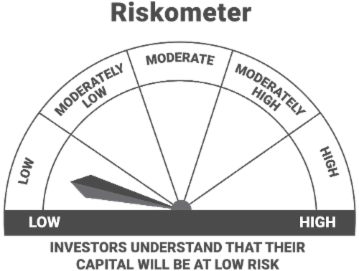 Riskometer
MODERATE
MODERATELY
LOW
MODERATELY
HIGH
LOW
HIGH
LOW HIGH
INVESTORS UNDERSTAND THAT THEIR
CAPITAL WILL BE AT LOW RISK